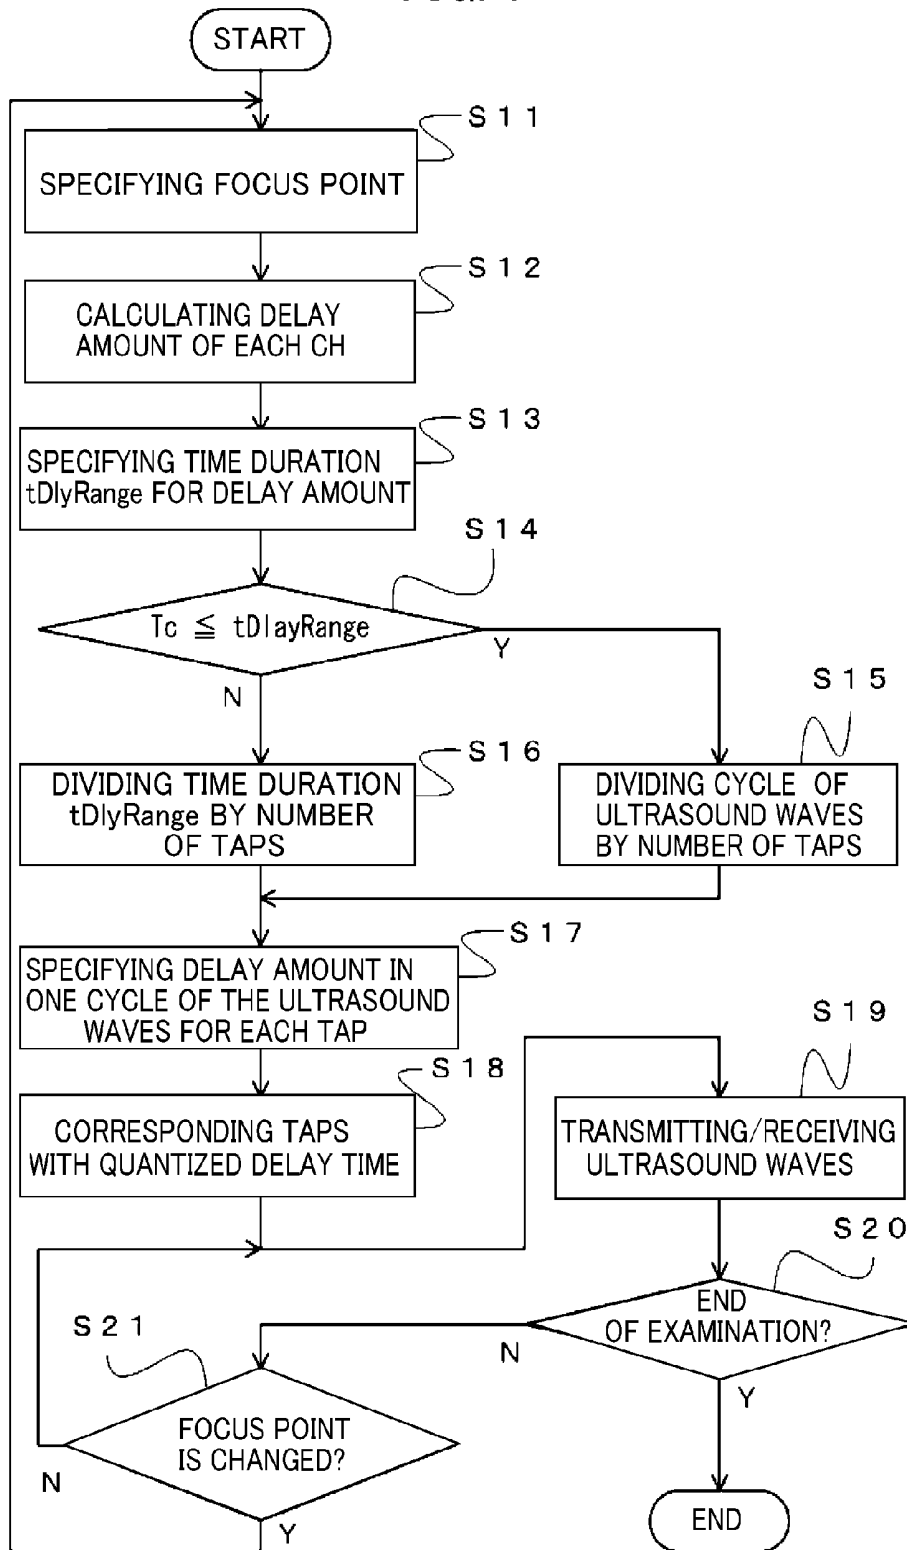 START
S11
SPECIFYING FOCUS POINT
S12
CALCULATING DELAY
AMOUNT OF EACH CH
S13
SPECIFYING TIME DURATION
tDlyRange FOR DELAY AMOUNT
S14
Tc ≦ tDlayRange
Y
N
S15
DIVIDING CYCLE OF
ULTRASOUND WAVES
BY NUMBER OF TAPS
S16
DIVIDING TIME DURATION
tDlyRange BY NUMBER
OF TAPS
S17
SPECIFYING DELAY AMOUNT IN
ONE CYCLE OF THE ULTRASOUND
WAVES FOR EACH TAP
S18
CORRESPONDING TAPS
WITH QUANTIZED DELAY TIME
S19
TRANSMITTING/RECEIVING
ULTRASOUND WAVES
S20
END
OF EXAMINATION?
N
Y
S21
FOCUS POINT
IS CHANGED?
N
Y
END